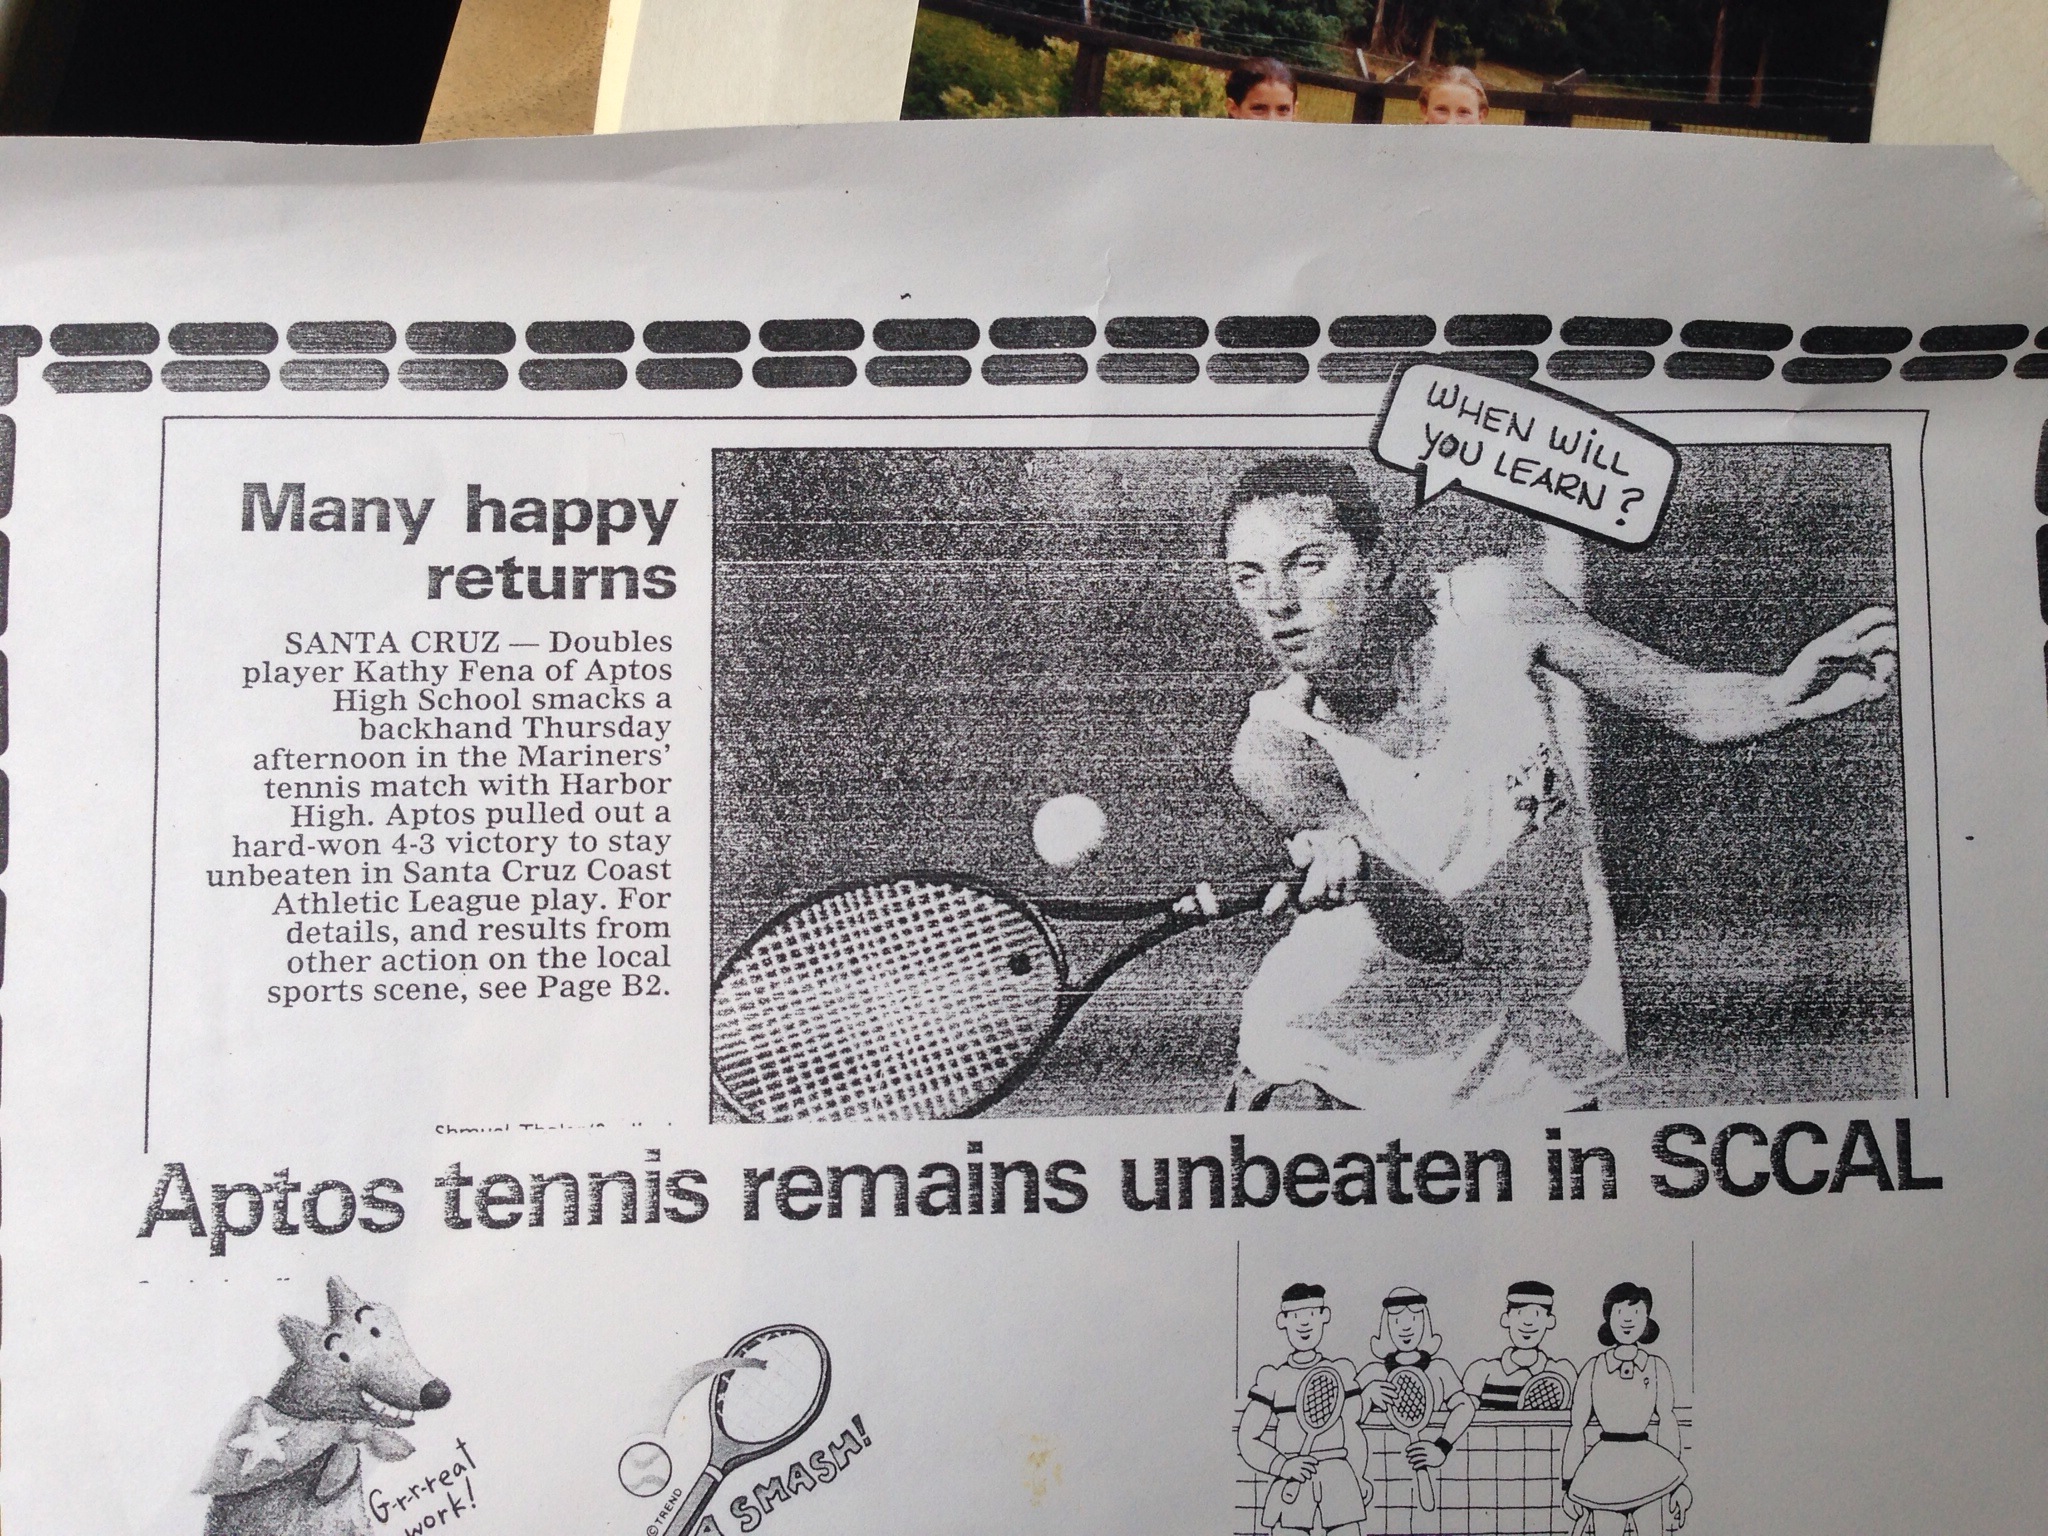 WHEN WiLL
YOU LEARN?
Many happy
returns
SANTA CRUZ — Doubles
player Kathy Fena of Aptos
High School smacks a
backhand Thursday
afternoon in the Mariners’
tennis match with Harbor
High. Aptos pulled out a
hard-won 4-3 victory to stay
unbeaten in Santa Cruz Coast
Athletic League play. For
details, and results from
other action on the local
sports scene, see Page B2.
Aptos tennis remains unbeaten in SCCAL
G-r-r-reat
work!
©TREND
A SMASH!